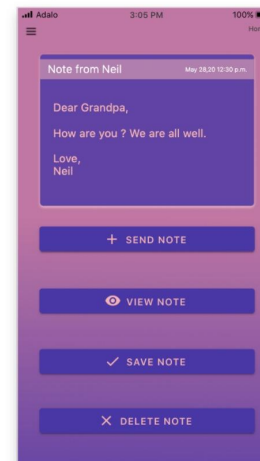 Adalo 3:05 PM 100%
Note from Neil May 28,20 12:30 p.m.
Dear Grandpa,
How are you ? We are all well.
Love,
Neil
SEND NOTE
VIEW NOTE
SAVE NOTE
DELETE NOTE